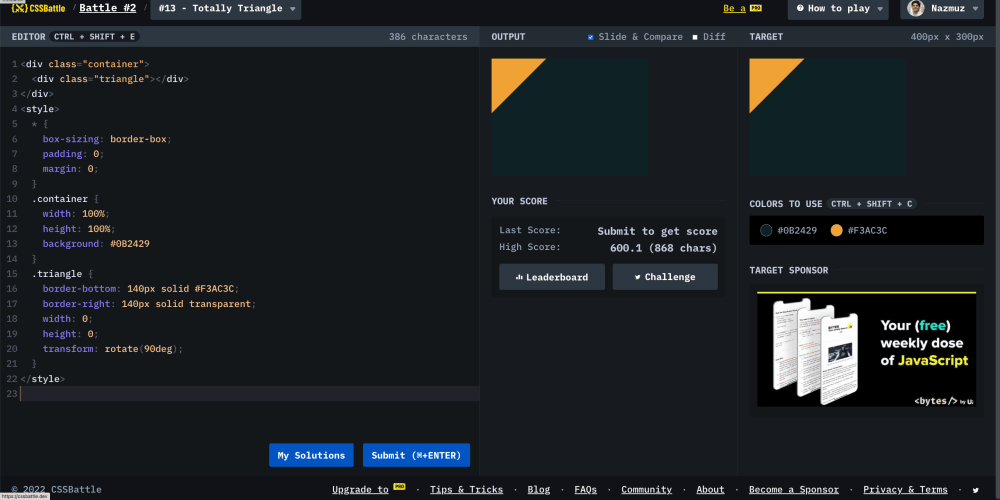 CSSBattle / Battle #2 / #13 - Totally Triangle
Be a PRO
How to play
Nazmuz
EDITOR CTRL + SHIFT + E
386 characters
1 <div class="container">
2 <div class="triangle"></div>
3 </div>
4 <style>
5 * {
6 box-sizing: border-box;
7 padding: 0;
8 margin: 0;
9 }
10 .container {
11 width: 100%;
12 height: 100%;
13 background: #0B2429
14 }
15 .triangle {
16 border-bottom: 140px solid #F3AC3C;
17 border-right: 140px solid transparent;
18 width: 0;
19 height: 0;
20 transform: rotate(90deg);
21 }
22 </style>
23
My Solutions
Submit (⌘+ENTER)
OUTPUT
Slide & Compare
Diff
YOUR SCORE
Last Score: Submit to get score
High Score: 600.1 (868 chars)
Leaderboard
Challenge
TARGET
400px x 300px
COLORS TO USE CTRL + SHIFT + C
#0B2429
#F3AC3C
TARGET SPONSOR
Your (free)
weekly dose
of JavaScript
<bytes/> by ui
© 2022 CSSBattle
https://cssbattle.dev
Upgrade to PRO · Tips & Tricks · Blog · FAQs · Community · About · Become a Sponsor · Privacy & Terms ·